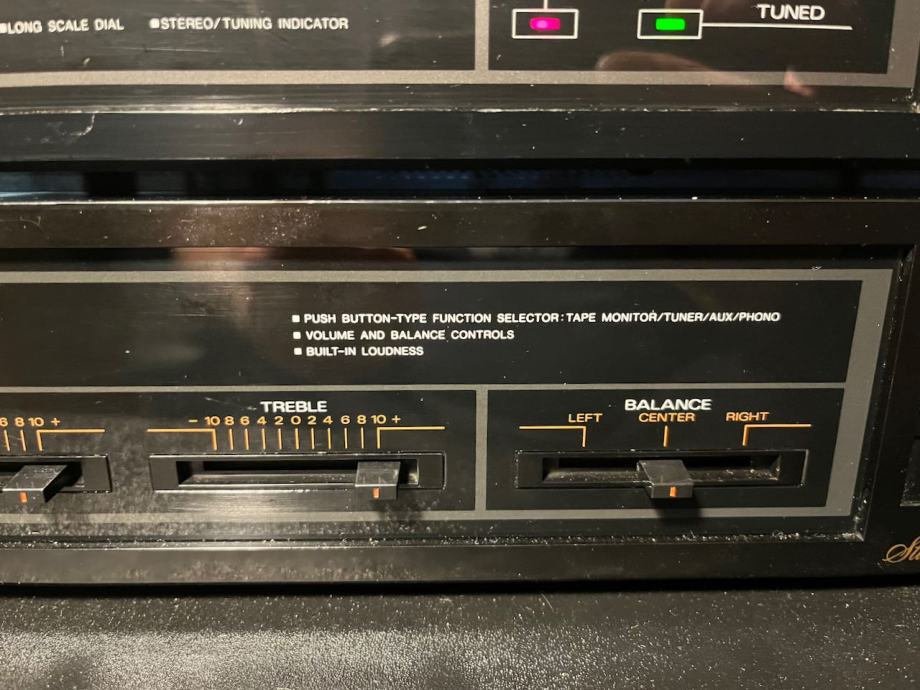 ■LONG SCALE DIAL ■STEREO/TUNING INDICATOR
TUNED
■ PUSH BUTTON-TYPE FUNCTION SELECTOR: TAPE MONITOR/TUNER/AUX/PHONO
■ VOLUME AND BALANCE CONTROLS
■ BUILT-IN LOUDNESS
6 8 10 +
TREBLE
− 10 8 6 4 2 0 2 4 6 8 10 +
BALANCE
LEFT CENTER RIGHT